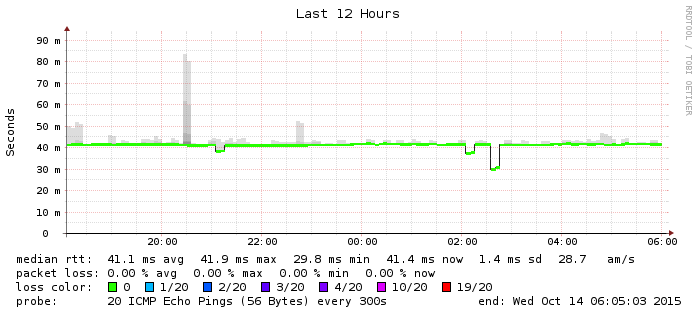 Last 12 Hours
RRDTOOL / TOBI OETIKER
Seconds
90 m
80 m
70 m
60 m
50 m
40 m
30 m
20 m
10 m
0
20:00 22:00 00:00 02:00 04:00 06:00
median rtt: 41.1 ms avg 41.9 ms max 29.8 ms min 41.4 ms now 1.4 ms sd 28.7 am/s
packet loss: 0.00 % avg 0.00 % max 0.00 % min 0.00 % now
loss color: 0 1/20 2/20 3/20 4/20 10/20 19/20
probe: 20 ICMP Echo Pings (56 Bytes) every 300s end: Wed Oct 14 06:05:03 2015